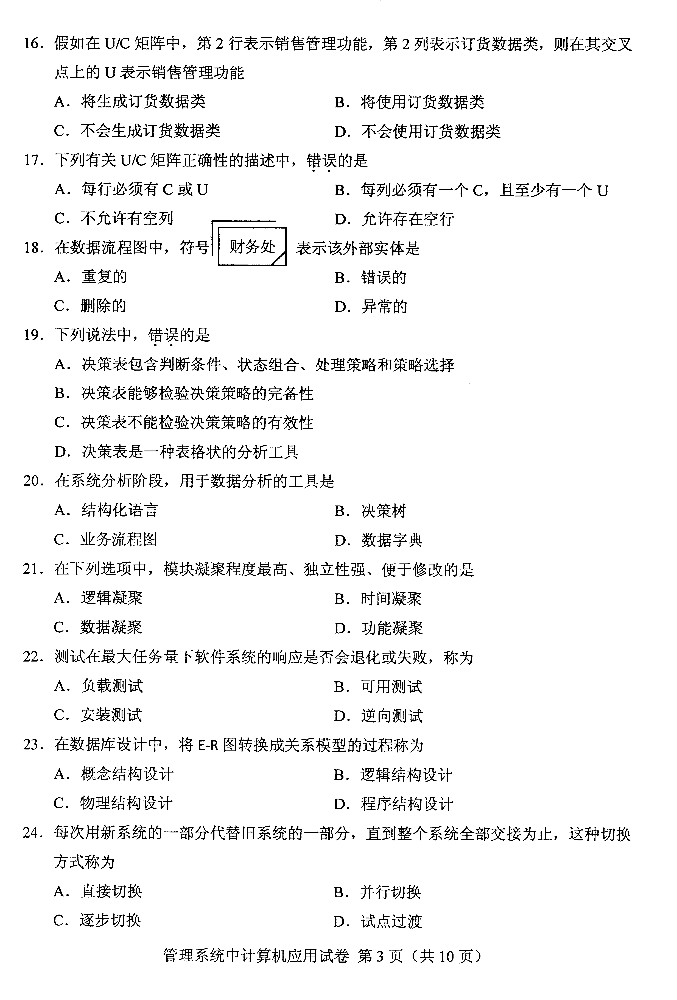 16．假如在 U/C 矩阵中，第 2 行表示销售管理功能，第 2 列表示订货数据类，则在其交叉
点上的 U 表示销售管理功能
A．将生成订货数据类 B．将使用订货数据类
C．不会生成订货数据类 D．不会使用订货数据类
17．下列有关 U/C 矩阵正确性的描述中，错误的是
A．每行必须有 C 或 U B．每列必须有一个 C，且至少有一个 U
C．不允许有空列 D．允许存在空行
18．在数据流程图中，符号 财务处 表示该外部实体是
A．重复的 B．错误的
C．删除的 D．异常的
19．下列说法中，错误的是
A．决策表包含判断条件、状态组合、处理策略和策略选择
B．决策表能够检验决策策略的完备性
C．决策表不能检验决策策略的有效性
D．决策表是一种表格状的分析工具
20．在系统分析阶段，用于数据分析的工具是
A．结构化语言 B．决策树
C．业务流程图 D．数据字典
21．在下列选项中，模块凝聚程度最高、独立性强、便于修改的是
A．逻辑凝聚 B．时间凝聚
C．数据凝聚 D．功能凝聚
22．测试在最大任务量下软件系统的响应是否会退化或失败，称为
A．负载测试 B．可用测试
C．安装测试 D．逆向测试
23．在数据库设计中，将 E-R 图转换成关系模型的过程称为
A．概念结构设计 B．逻辑结构设计
C．物理结构设计 D．程序结构设计
24．每次用新系统的一部分代替旧系统的一部分，直到整个系统全部交接为止，这种切换
方式称为
A．直接切换 B．并行切换
C．逐步切换 D．试点过渡
管理系统中计算机应用试卷 第 3 页（共 10 页）